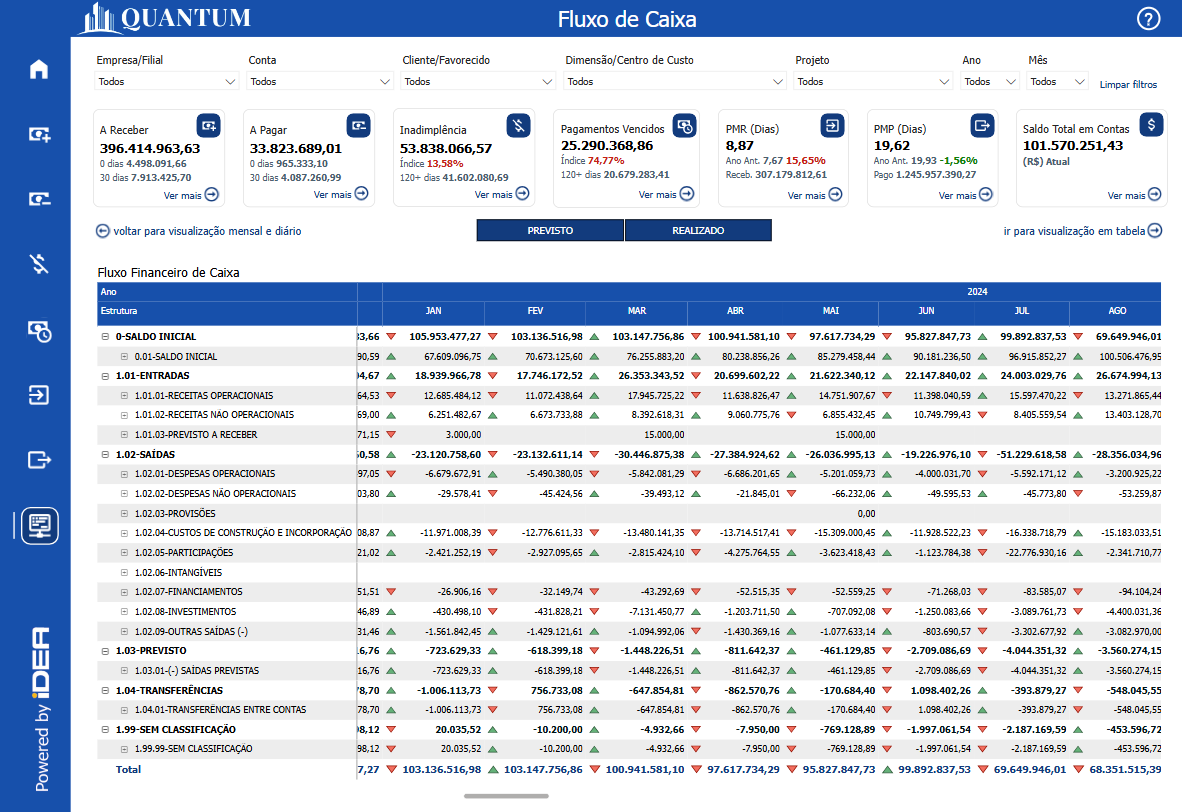 QUANTUM
Fluxo de Caixa
?
Empresa/Filial Conta Cliente/Favorecido Dimensão/Centro de Custo Projeto Ano Mês
Todos Todos Todos Todos Todos Todos Todos Limpar filtros
A Receber
396.414.963,63
0 dias 4.498.091,66
30 dias 7.913.425,70
Ver mais
A Pagar
33.823.689,01
0 dias 965.333,10
30 dias 4.087.260,99
Ver mais
Inadimplência
53.838.066,57
Índice 13,58%
120+ dias 41.602.080,69
Ver mais
Pagamentos Vencidos
25.290.368,86
Índice 74,77%
120+ dias 20.679.283,41
Ver mais
PMR (Dias)
8,87
Ano Ant. 7,67 15,65%
Receb. 307.179.812,61
Ver mais
PMP (Dias)
19,62
Ano Ant. 19,93 -1,56%
Pago 1.245.957.390,27
Ver mais
Saldo Total em Contas
$
101.570.251,43
(R$) Atual
Ver mais
voltar para visualização mensal e diário
PREVISTO REALIZADO
ir para visualização em tabela
Fluxo Financeiro de Caixa
Ano 2024
Estrutura JAN FEV MAR ABR MAI JUN JUL AGO
0-SALDO INICIAL 3,66 105.953.477,27 103.136.516,98 103.147.756,86 100.941.581,10 97.617.734,29 95.827.847,73 99.892.837,53 69.649.946,01
0.01-SALDO INICIAL 90,59 67.609.096,75 70.673.125,60 76.255.883,20 80.238.856,26 85.279.458,44 90.181.236,50 96.915.852,27 100.506.476,95
1.01-ENTRADAS 4,67 18.939.966,78 17.746.172,52 26.353.343,52 20.699.602,22 21.622.340,12 22.147.840,02 24.003.029,76 26.674.994,13
1.01.01-RECEITAS OPERACIONAIS 64,53 12.685.484,12 11.072.438,64 17.945.725,22 11.638.826,47 14.751.907,67 11.398.040,59 15.597.470,22 13.271.865,44
1.01.02-RECEITAS NÃO OPERACIONAIS 69,00 6.251.482,67 6.673.733,88 8.392.618,31 9.060.775,76 6.855.432,45 10.749.799,43 8.405.559,54 13.403.128,70
1.01.03-PREVISTO A RECEBER 71,15 3.000,00 15.000,00 15.000,00
1.02-SAÍDAS 0,58 -23.120.758,60 -23.132.611,14 -30.446.875,38 -27.384.924,62 -26.036.995,13 -19.226.976,10 -51.229.618,58 -28.356.034,96
1.02.01-DESPESAS OPERACIONAIS 97,05 -6.679.672,91 -5.490.380,05 -5.842.081,29 -6.686.201,65 -5.201.059,73 -4.000.031,70 -5.592.171,12 -3.200.925,22
1.02.02-DESPESAS NÃO OPERACIONAIS 03,80 -29.578,41 -45.424,56 -39.493,12 -21.845,01 -66.232,06 -49.595,53 -45.773,80 -53.259,87
1.02.03-PROVISÕES 0,00
1.02.04-CUSTOS DE CONSTRUÇÃO E INCORPORAÇÃO 08,87 -11.971.008,39 -12.776.611,33 -13.480.141,35 -13.714.517,41 -15.309.000,45 -11.928.522,23 -16.338.718,79 -15.183.033,51
1.02.05-PARTICIPAÇÕES 21,02 -2.421.252,19 -2.927.095,65 -2.815.424,10 -4.275.764,55 -3.618.418,43 -1.123.784,38 -22.776.930,16 -2.341.710,77
1.02.06-INTANGÍVEIS
1.02.07-FINANCIAMENTOS 51,51 -26.906,16 -32.149,74 -43.292,69 -52.515,35 -52.559,25 -71.268,03 -83.585,07 -94.104,24
1.02.08-INVESTIMENTOS 46,89 -430.498,10 -431.828,21 -7.131.450,77 -1.203.711,50 -707.092,08 -1.250.083,66 -3.089.761,73 -4.400.031,36
1.02.09-OUTRAS SAÍDAS (-) 31,46 -1.561.842,45 -1.429.121,61 -1.094.992,06 -1.430.369,16 -1.077.633,14 -803.690,57 -3.302.677,92 -3.082.970,00
1.03-PREVISTO 6,76 -723.629,33 -618.399,18 -1.448.226,51 -811.642,37 -461.129,85 -2.709.086,69 -4.044.351,32 -3.560.274,15
1.03.01-(-) SAÍDAS PREVISTAS 16,76 -723.629,33 -618.399,18 -1.448.226,51 -811.642,37 -461.129,85 -2.709.086,69 -4.044.351,32 -3.560.274,15
1.04-TRANSFERÊNCIAS 8,70 -1.006.113,73 756.733,08 -647.854,81 -862.570,76 -170.684,40 1.098.402,26 -393.879,27 -548.045,55
1.04.01-TRANSFERÊNCIAS ENTRE CONTAS 78,70 -1.006.113,73 756.733,08 -647.854,81 -862.570,76 -170.684,40 1.098.402,26 -393.879,27 -548.045,55
1.99-SEM CLASSIFICAÇÃO 8,12 20.035,52 -10.200,00 -4.932,66 -7.950,00 -769.128,89 -1.997.061,54 -2.187.169,59 -453.596,72
1.99.99-SEM CLASSIFICAÇÃO 98,12 20.035,52 -10.200,00 -4.932,66 -7.950,00 -769.128,89 -1.997.061,54 -2.187.169,59 -453.596,72
Total 7,27 103.136.516,98 103.147.756,86 100.941.581,10 97.617.734,29 95.827.847,73 99.892.837,53 69.649.946,01 68.351.515,39
Powered by iDEA